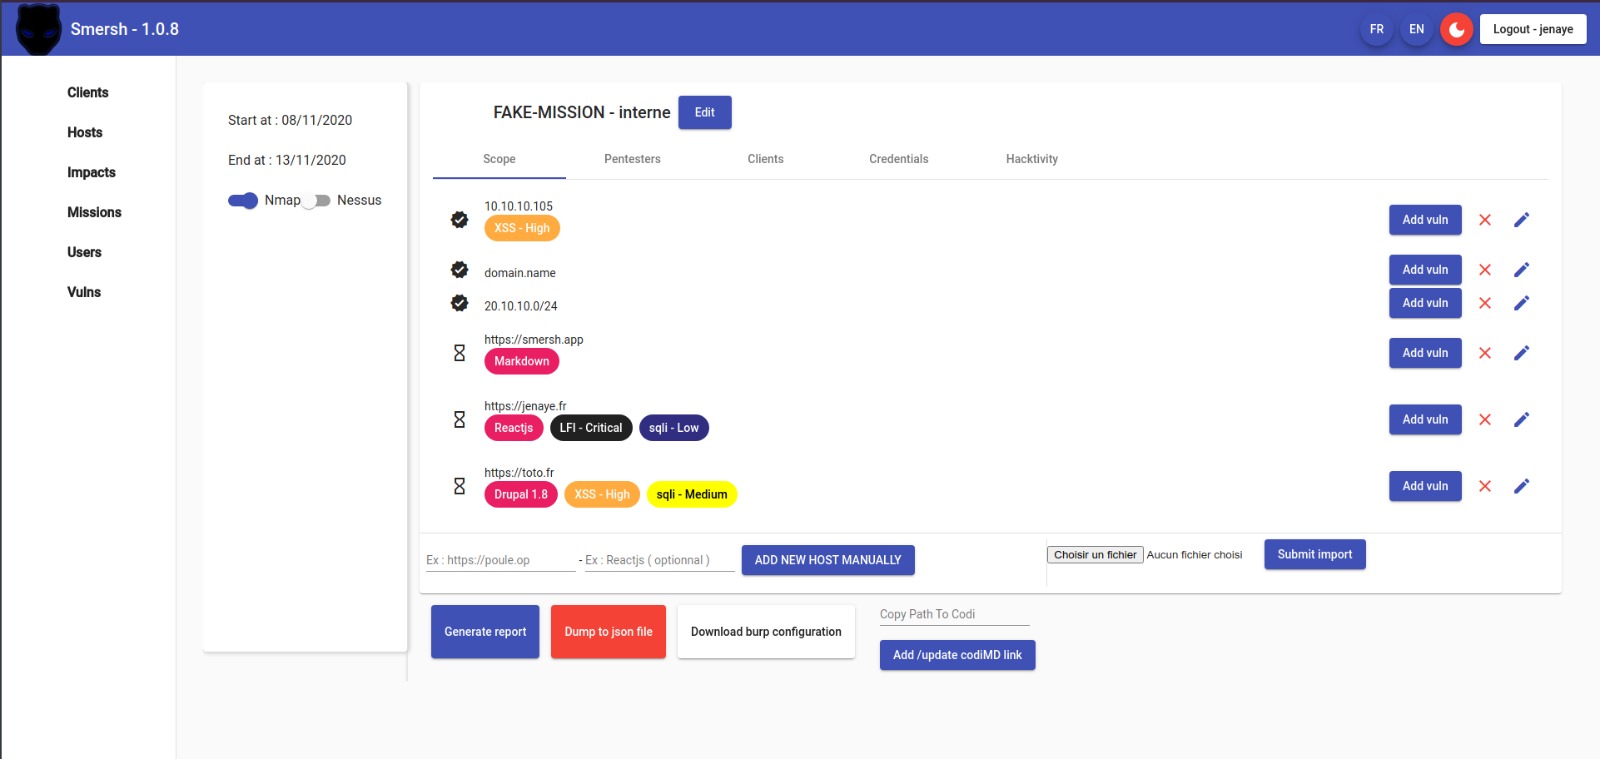 Smersh - 1.0.8
FR
EN
Logout - jenaye
Clients
Hosts
Impacts
Missions
Users
Vulns
Start at : 08/11/2020
End at : 13/11/2020
Nmap
Nessus
FAKE-MISSION - interne
Edit
Scope
Pentesters
Clients
Credentials
Hacktivity
10.10.10.105
XSS - High
Add vuln
domain.name
Add vuln
20.10.10.0/24
Add vuln
https://smersh.app
Markdown
Add vuln
https://jenaye.fr
Reactjs
LFI - Critical
sqli - Low
Add vuln
https://toto.fr
Drupal 1.8
XSS - High
sqli - Medium
Add vuln
Ex : https://poule.op
- Ex : Reactjs ( optionnal )
ADD NEW HOST MANUALLY
Choisir un fichier
Aucun fichier choisi
Submit import
Generate report
Dump to json file
Download burp configuration
Copy Path To Codi
Add /update codiMD link